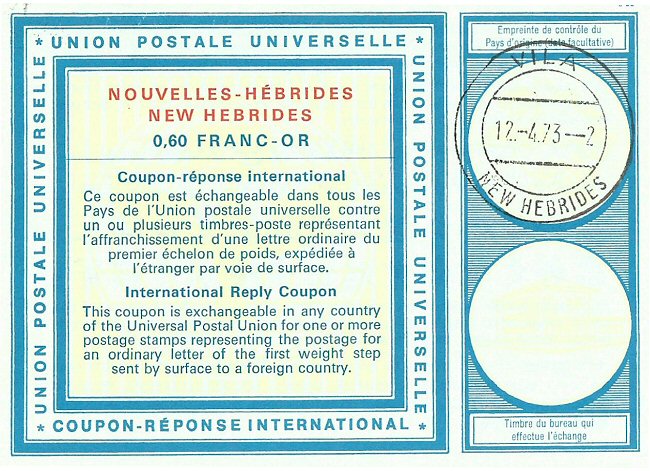 * UNION POSTALE UNIVERSELLE *
UNION POSTALE UNIVERSELLE
UNION POSTALE UNIVERSELLE
NOUVELLES-HÉBRIDES
NEW HEBRIDES
0,60 FRANC-OR
Coupon-réponse international
Ce coupon est échangeable dans tous les
Pays de l'Union postale universelle contre
un ou plusieurs timbres-poste représentant
l'affranchissement d'une lettre ordinaire du
premier échelon de poids, expédiée à
l'étranger par voie de surface.
International Reply Coupon
This coupon is exchangeable in any country
of the Universal Postal Union for one or more
postage stamps representing the postage for
an ordinary letter of the first weight step
sent by surface to a foreign country.
* COUPON-RÉPONSE INTERNATIONAL *
Empreinte de contrôle du
Pays d'origine (date facultative)
VILA
12.-4.73--2
NEW HEBRIDES
Timbre du bureau qui
effectue l'échange